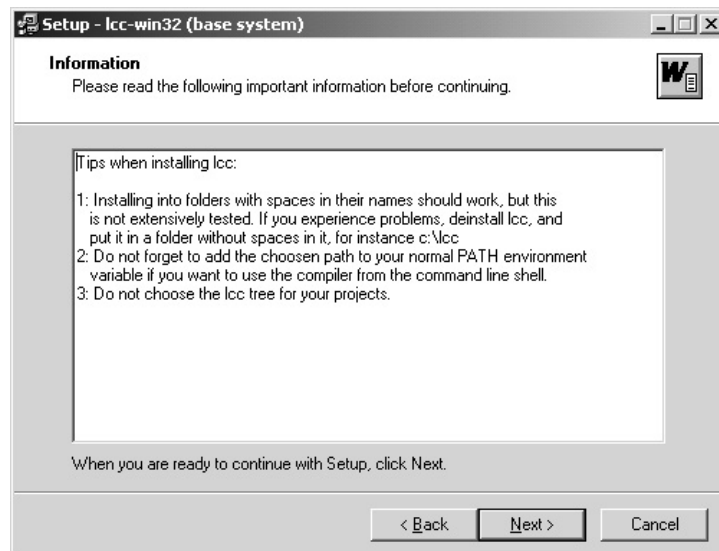 Setup - lcc-win32 (base system)
Information
Please read the following important information before continuing.
W
Tips when installing lcc:
1: Installing into folders with spaces in their names should work, but this
is not extensively tested. If you experience problems, deinstall lcc, and
put it in a folder without spaces in it, for instance c:\lcc
2: Do not forget to add the choosen path to your normal PATH environment
variable if you want to use the compiler from the command line shell.
3: Do not choose the lcc tree for your projects.
When you are ready to continue with Setup, click Next.
< Back Next > Cancel